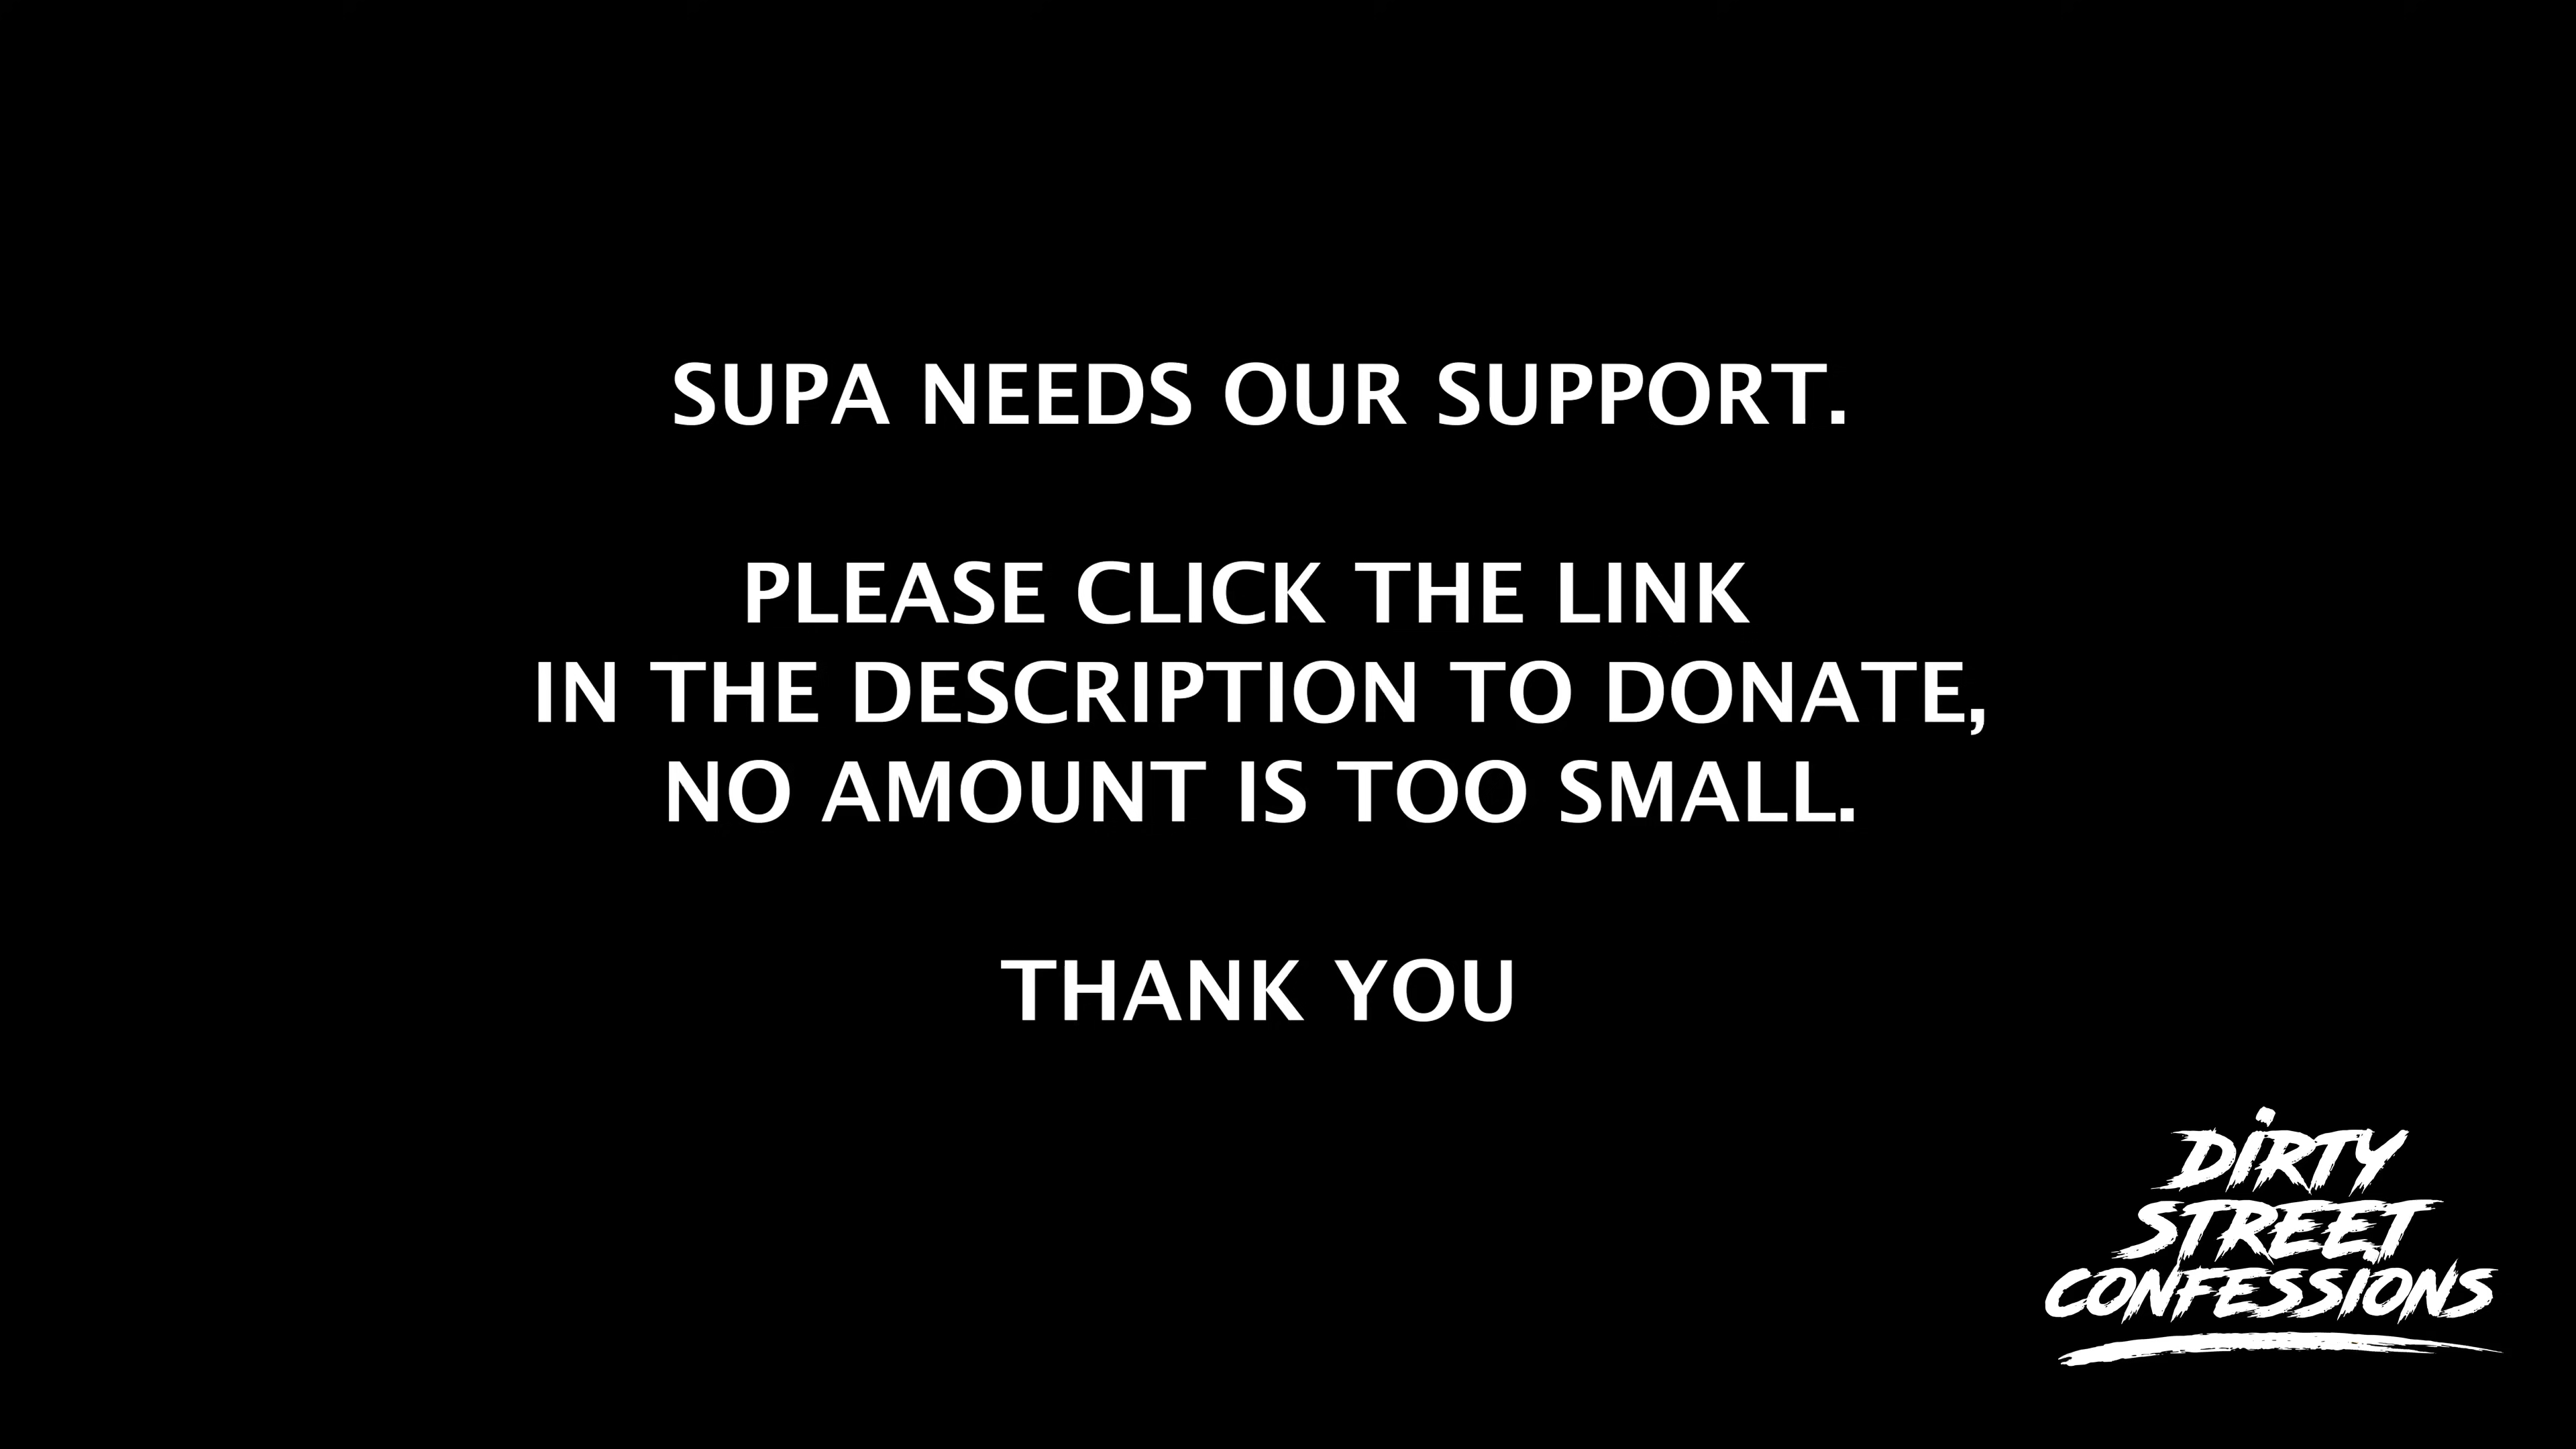 SUPA NEEDS OUR SUPPORT.
PLEASE CLICK THE LINK
IN THE DESCRIPTION TO DONATE,
NO AMOUNT IS TOO SMALL.
THANK YOU
DIRTY
STREET
CONFESSIONS